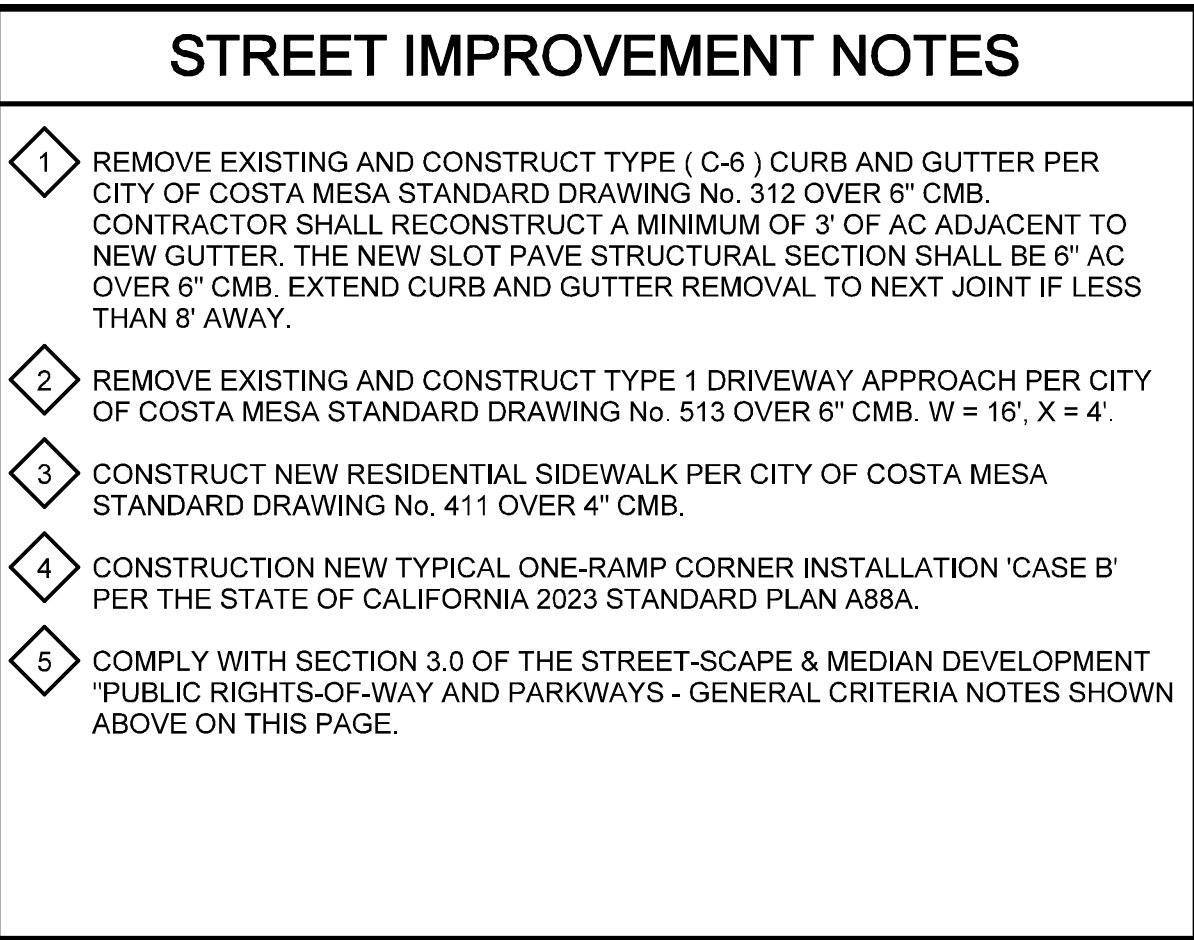 STREET IMPROVEMENT NOTES
1 REMOVE EXISTING AND CONSTRUCT TYPE ( C-6 ) CURB AND GUTTER PER
CITY OF COSTA MESA STANDARD DRAWING No. 312 OVER 6" CMB.
CONTRACTOR SHALL RECONSTRUCT A MINIMUM OF 3' OF AC ADJACENT TO
NEW GUTTER. THE NEW SLOT PAVE STRUCTURAL SECTION SHALL BE 6" AC
OVER 6" CMB. EXTEND CURB AND GUTTER REMOVAL TO NEXT JOINT IF LESS
THAN 8' AWAY.
2 REMOVE EXISTING AND CONSTRUCT TYPE 1 DRIVEWAY APPROACH PER CITY
OF COSTA MESA STANDARD DRAWING No. 513 OVER 6" CMB. W = 16', X = 4'.
3 CONSTRUCT NEW RESIDENTIAL SIDEWALK PER CITY OF COSTA MESA
STANDARD DRAWING No. 411 OVER 4" CMB.
4 CONSTRUCTION NEW TYPICAL ONE-RAMP CORNER INSTALLATION 'CASE B'
PER THE STATE OF CALIFORNIA 2023 STANDARD PLAN A88A.
5 COMPLY WITH SECTION 3.0 OF THE STREET-SCAPE & MEDIAN DEVELOPMENT
"PUBLIC RIGHTS-OF-WAY AND PARKWAYS - GENERAL CRITERIA NOTES SHOWN
ABOVE ON THIS PAGE.